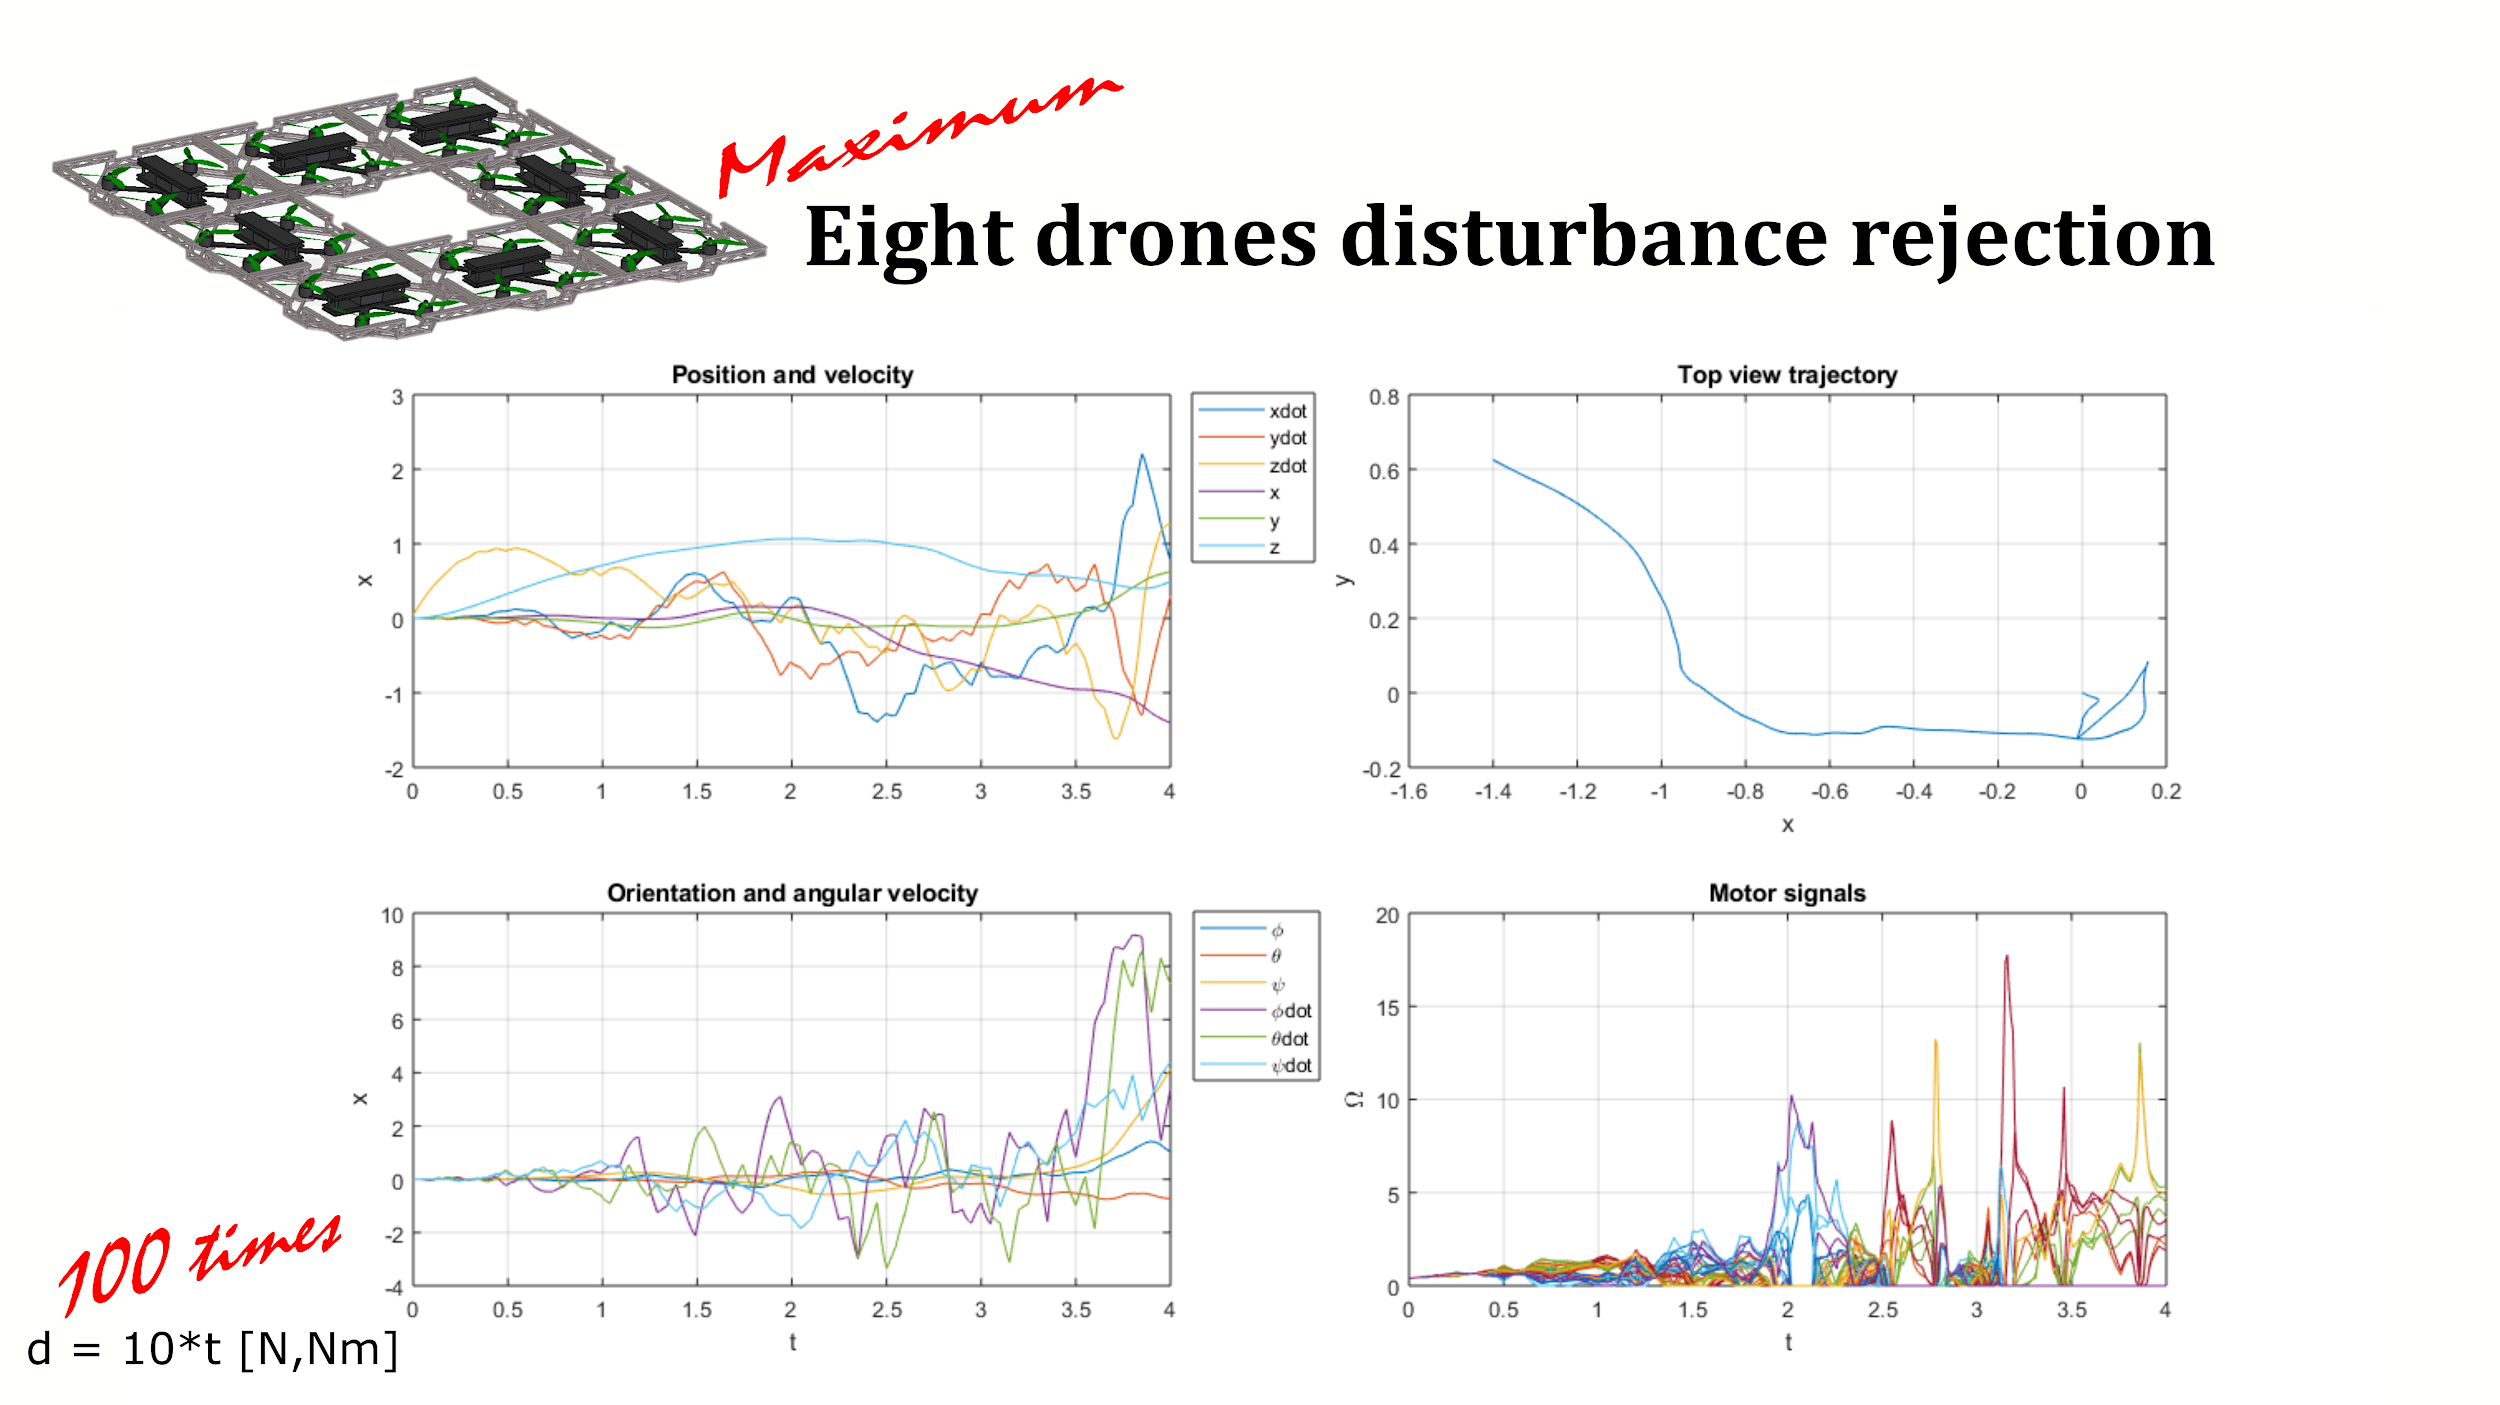 Maximum
Eight drones disturbance rejection
Position and velocity
3
2
1
0
-1
-2
x
0 0.5 1 1.5 2 2.5 3 3.5 4
xdot
ydot
zdot
x
y
z
Top view trajectory
0.8
0.6
0.4
0.2
0
-0.2
y
-1.6 -1.4 -1.2 -1 -0.8 -0.6 -0.4 -0.2 0 0.2
x
Orientation and angular velocity
10
8
6
4
2
0
-2
-4
x
0 0.5 1 1.5 2 2.5 3 3.5 4
t
ϕ
θ
ψ
ϕdot
θdot
ψdot
Motor signals
20
15
10
5
0
Ω
0 0.5 1 1.5 2 2.5 3 3.5 4
t
100 times
d = 10*t [N,Nm]